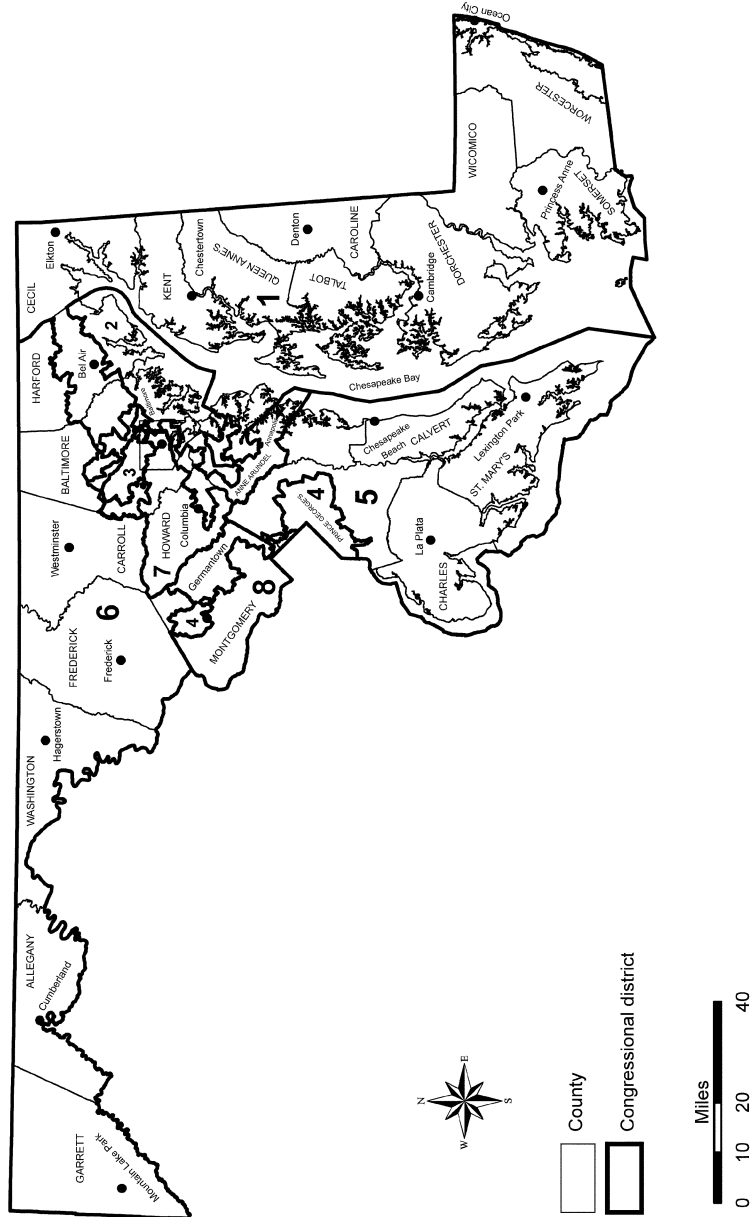 GARRETT
Mountain Lake Park
ALLEGANY
Cumberland
WASHINGTON
Hagerstown
FREDERICK
Frederick
6
Westminster
CARROLL
BALTIMORE
3
HARFORD
Bel Air
2
CECIL
Elkton
7
HOWARD
Columbia
Germantown
4
MONTGOMERY
8
Baltimore
ANNE ARUNDEL
Annapolis
PRINCE GEORGE'S
4
5
KENT
Chestertown
QUEEN ANNE'S
1
TALBOT
Denton
CAROLINE
Cambridge
DORCHESTER
WICOMICO
Princess Anne
SOMERSET
WORCESTER
Ocean City
Chesapeake Bay
Chesapeake
Beach
CALVERT
Lexington Park
ST. MARY'S
La Plata
CHARLES
N
W
E
S
County
Congressional district
Miles
0 10 20 40